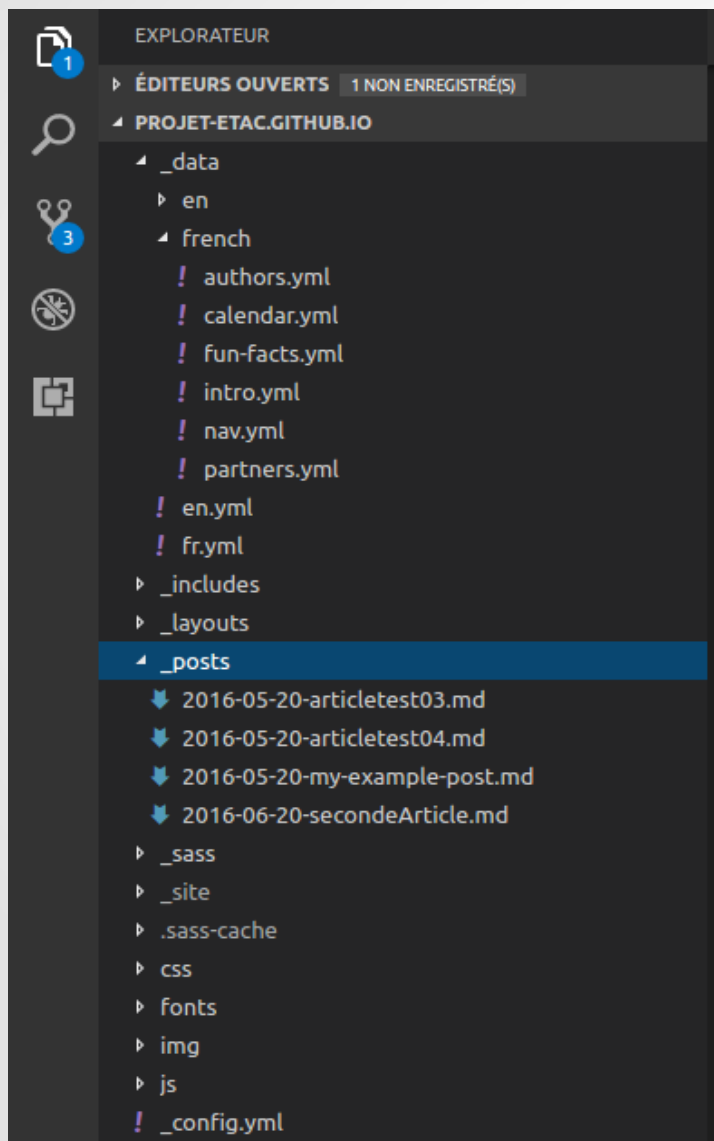 EXPLORATEUR
1
ÉDITEURS OUVERTS 1 NON ENREGISTRÉ(S)
PROJET-ETAC.GITHUB.IO
_data
en
3
french
! authors.yml
! calendar.yml
! fun-facts.yml
! intro.yml
! nav.yml
! partners.yml
! en.yml
! fr.yml
_includes
_layouts
_posts
2016-05-20-articletest03.md
2016-05-20-articletest04.md
2016-05-20-my-example-post.md
2016-06-20-secondeArticle.md
_sass
_site
.sass-cache
css
fonts
img
js
! _config.yml